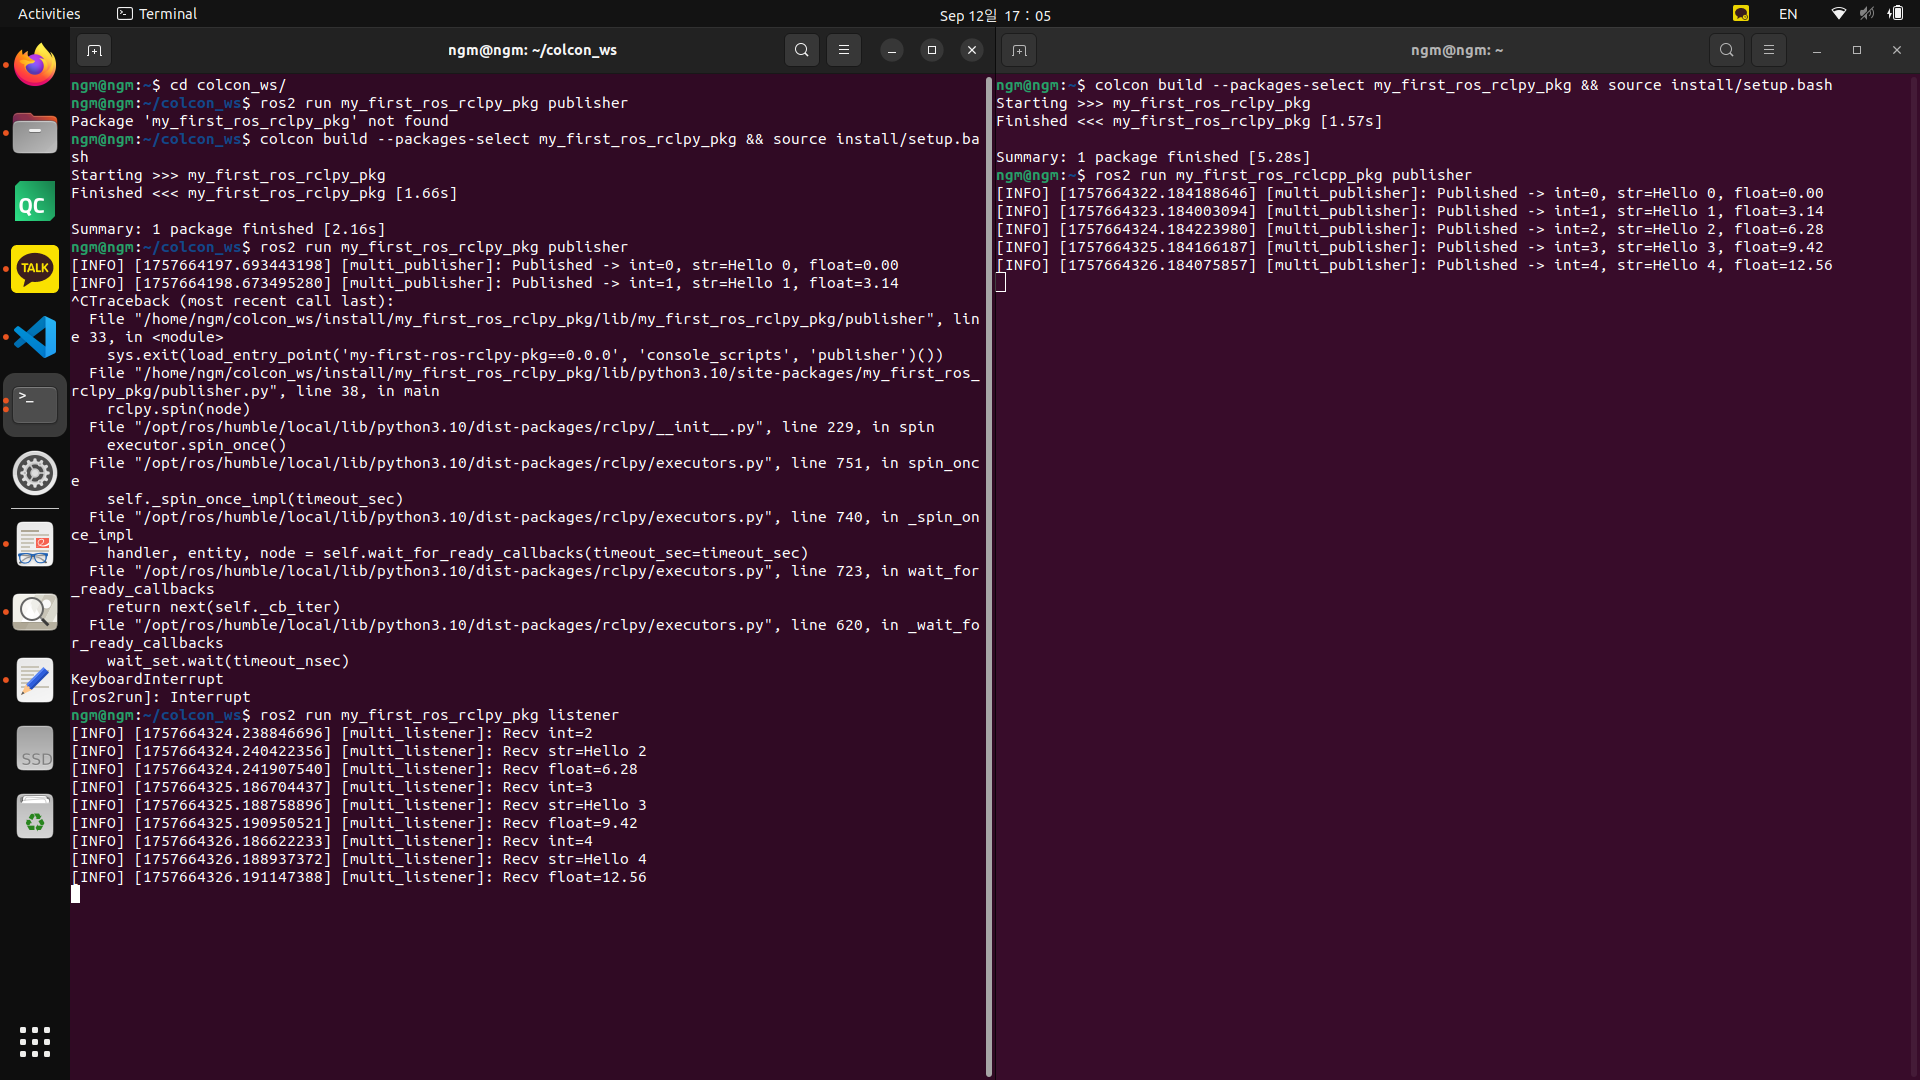 Activities
Terminal
Sep 12일 17 : 05
EN
ngm@ngm: ~/colcon_ws
ngm@ngm:~$ cd colcon_ws/
ngm@ngm:~/colcon_ws$ ros2 run my_first_ros_rclpy_pkg publisher
Package 'my_first_ros_rclpy_pkg' not found
ngm@ngm:~/colcon_ws$ colcon build --packages-select my_first_ros_rclpy_pkg && source install/setup.ba
sh
Starting >>> my_first_ros_rclpy_pkg
Finished <<< my_first_ros_rclpy_pkg [1.66s]
Summary: 1 package finished [2.16s]
ngm@ngm:~/colcon_ws$ ros2 run my_first_ros_rclpy_pkg publisher
[INFO] [1757664197.693443198] [multi_publisher]: Published -> int=0, str=Hello 0, float=0.00
[INFO] [1757664198.673495280] [multi_publisher]: Published -> int=1, str=Hello 1, float=3.14
^CTraceback (most recent call last):
  File "/home/ngm/colcon_ws/install/my_first_ros_rclpy_pkg/lib/my_first_ros_rclpy_pkg/publisher", lin
e 33, in <module>
    sys.exit(load_entry_point('my-first-ros-rclpy-pkg==0.0.0', 'console_scripts', 'publisher')())
  File "/home/ngm/colcon_ws/install/my_first_ros_rclpy_pkg/lib/python3.10/site-packages/my_first_ros_
rclpy_pkg/publisher.py", line 38, in main
    rclpy.spin(node)
  File "/opt/ros/humble/local/lib/python3.10/dist-packages/rclpy/__init__.py", line 229, in spin
    executor.spin_once()
  File "/opt/ros/humble/local/lib/python3.10/dist-packages/rclpy/executors.py", line 751, in spin_onc
e
    self._spin_once_impl(timeout_sec)
  File "/opt/ros/humble/local/lib/python3.10/dist-packages/rclpy/executors.py", line 740, in _spin_on
ce_impl
    handler, entity, node = self.wait_for_ready_callbacks(timeout_sec=timeout_sec)
  File "/opt/ros/humble/local/lib/python3.10/dist-packages/rclpy/executors.py", line 723, in wait_for
_ready_callbacks
    return next(self._cb_iter)
  File "/opt/ros/humble/local/lib/python3.10/dist-packages/rclpy/executors.py", line 620, in _wait_fo
r_ready_callbacks
    wait_set.wait(timeout_nsec)
KeyboardInterrupt
[ros2run]: Interrupt
ngm@ngm:~/colcon_ws$ ros2 run my_first_ros_rclpy_pkg listener
[INFO] [1757664324.238846696] [multi_listener]: Recv int=2
[INFO] [1757664324.240422356] [multi_listener]: Recv str=Hello 2
[INFO] [1757664324.241907540] [multi_listener]: Recv float=6.28
[INFO] [1757664325.186704437] [multi_listener]: Recv int=3
[INFO] [1757664325.188758896] [multi_listener]: Recv str=Hello 3
[INFO] [1757664325.190950521] [multi_listener]: Recv float=9.42
[INFO] [1757664326.186622233] [multi_listener]: Recv int=4
[INFO] [1757664326.188937372] [multi_listener]: Recv str=Hello 4
[INFO] [1757664326.191147388] [multi_listener]: Recv float=12.56
ngm@ngm: ~
ngm@ngm:~$ colcon build --packages-select my_first_ros_rclpy_pkg && source install/setup.bash
Starting >>> my_first_ros_rclpy_pkg
Finished <<< my_first_ros_rclpy_pkg [1.57s]
Summary: 1 package finished [5.28s]
ngm@ngm:~$ ros2 run my_first_ros_rclcpp_pkg publisher
[INFO] [1757664322.184188646] [multi_publisher]: Published -> int=0, str=Hello 0, float=0.00
[INFO] [1757664323.184003094] [multi_publisher]: Published -> int=1, str=Hello 1, float=3.14
[INFO] [1757664324.184223980] [multi_publisher]: Published -> int=2, str=Hello 2, float=6.28
[INFO] [1757664325.184166187] [multi_publisher]: Published -> int=3, str=Hello 3, float=9.42
[INFO] [1757664326.184075857] [multi_publisher]: Published -> int=4, str=Hello 4, float=12.56
QC
TALK
>_
SSD